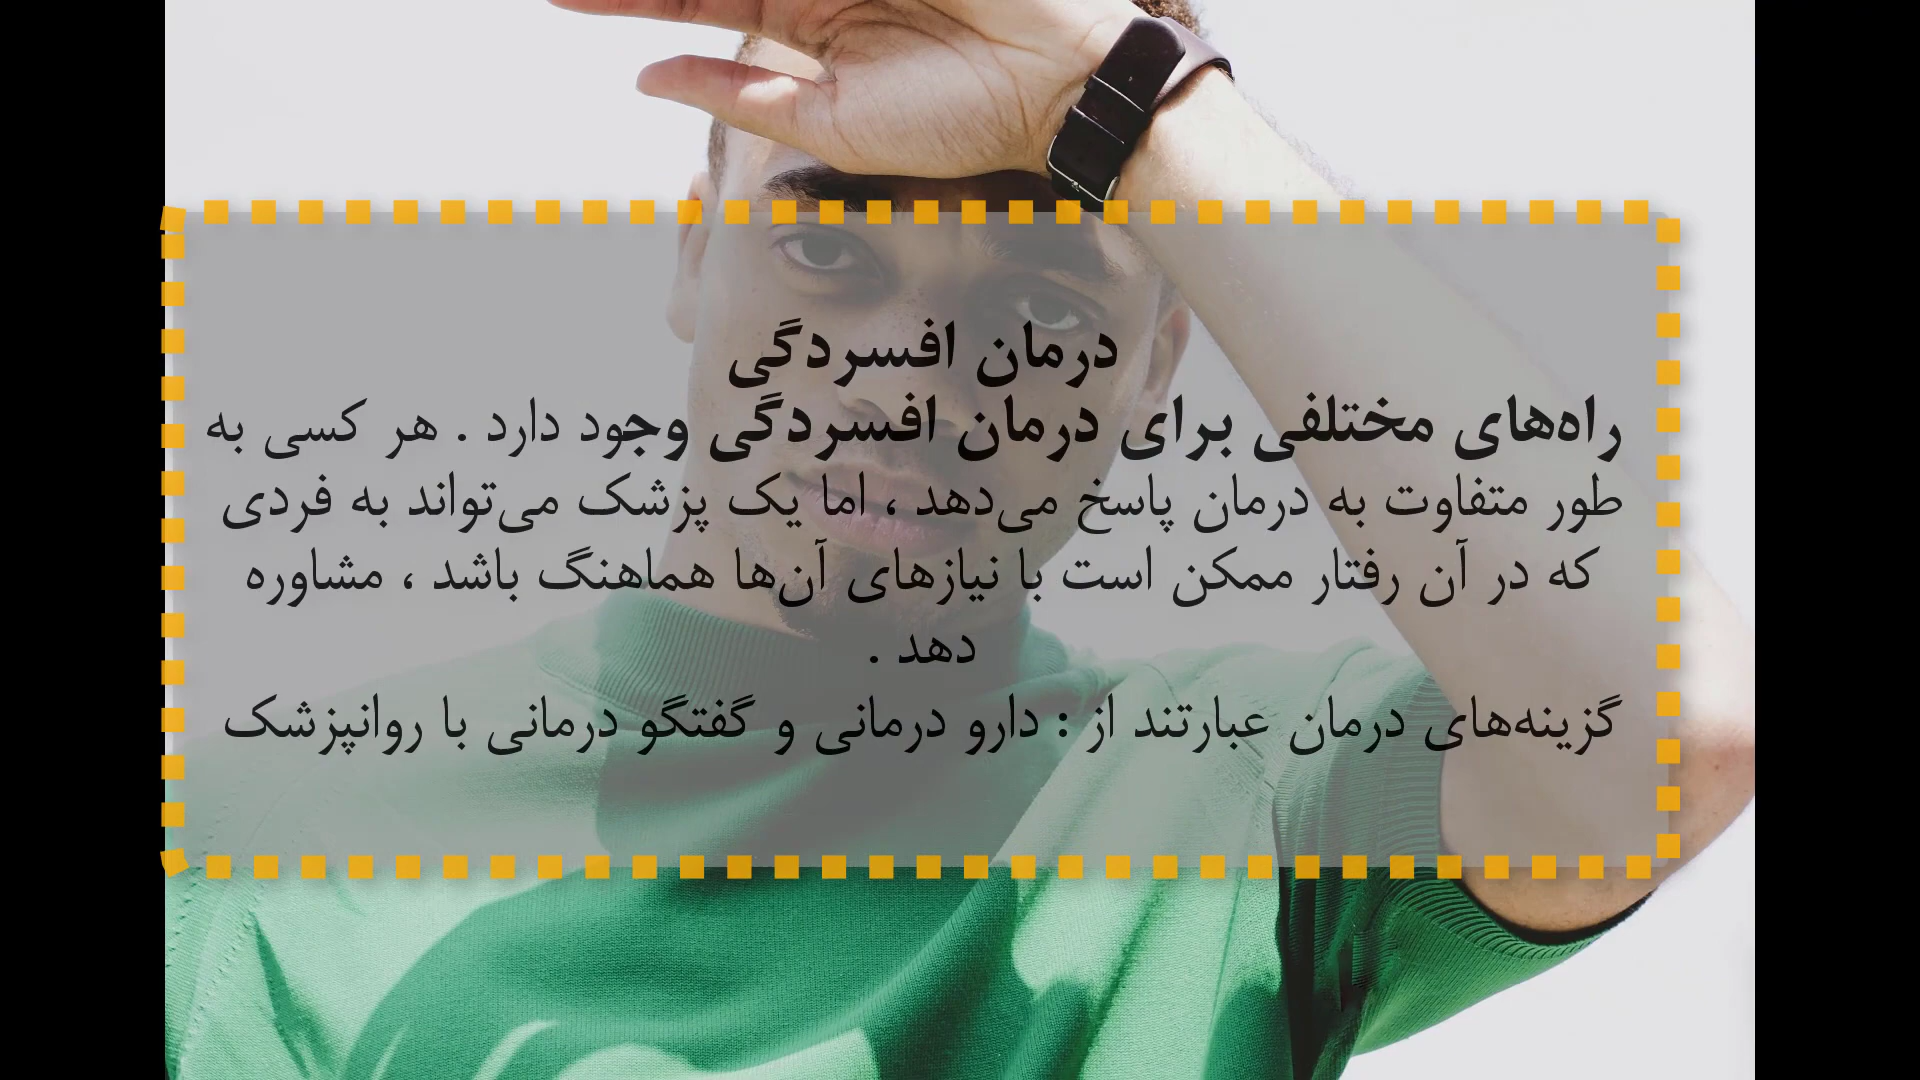 درمان افسردگی
راه‌های مختلفی برای درمان افسردگی وجود دارد . هر کسی به
طور متفاوت به درمان پاسخ می‌دهد ، اما یک پزشک می‌تواند به فردی
که در آن رفتار ممکن است با نیازهای آن‌ها هماهنگ باشد ، مشاوره
دهد .
گزینه‌های درمان عبارتند از : دارو درمانی و گفتگو درمانی با روانپزشک